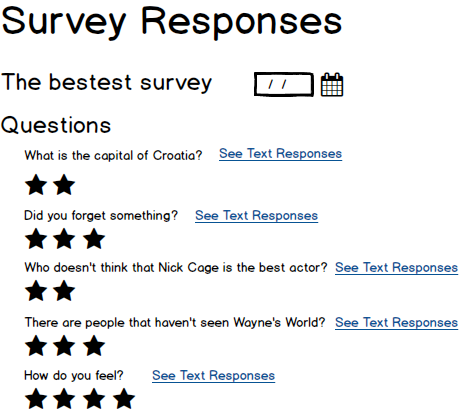 Survey Responses
The bestest survey / /
Questions
What is the capital of Croatia? See Text Responses
Did you forget something? See Text Responses
Who doesn't think that Nick Cage is the best actor? See Text Responses
There are people that haven't seen Wayne's World? See Text Responses
How do you feel? See Text Responses